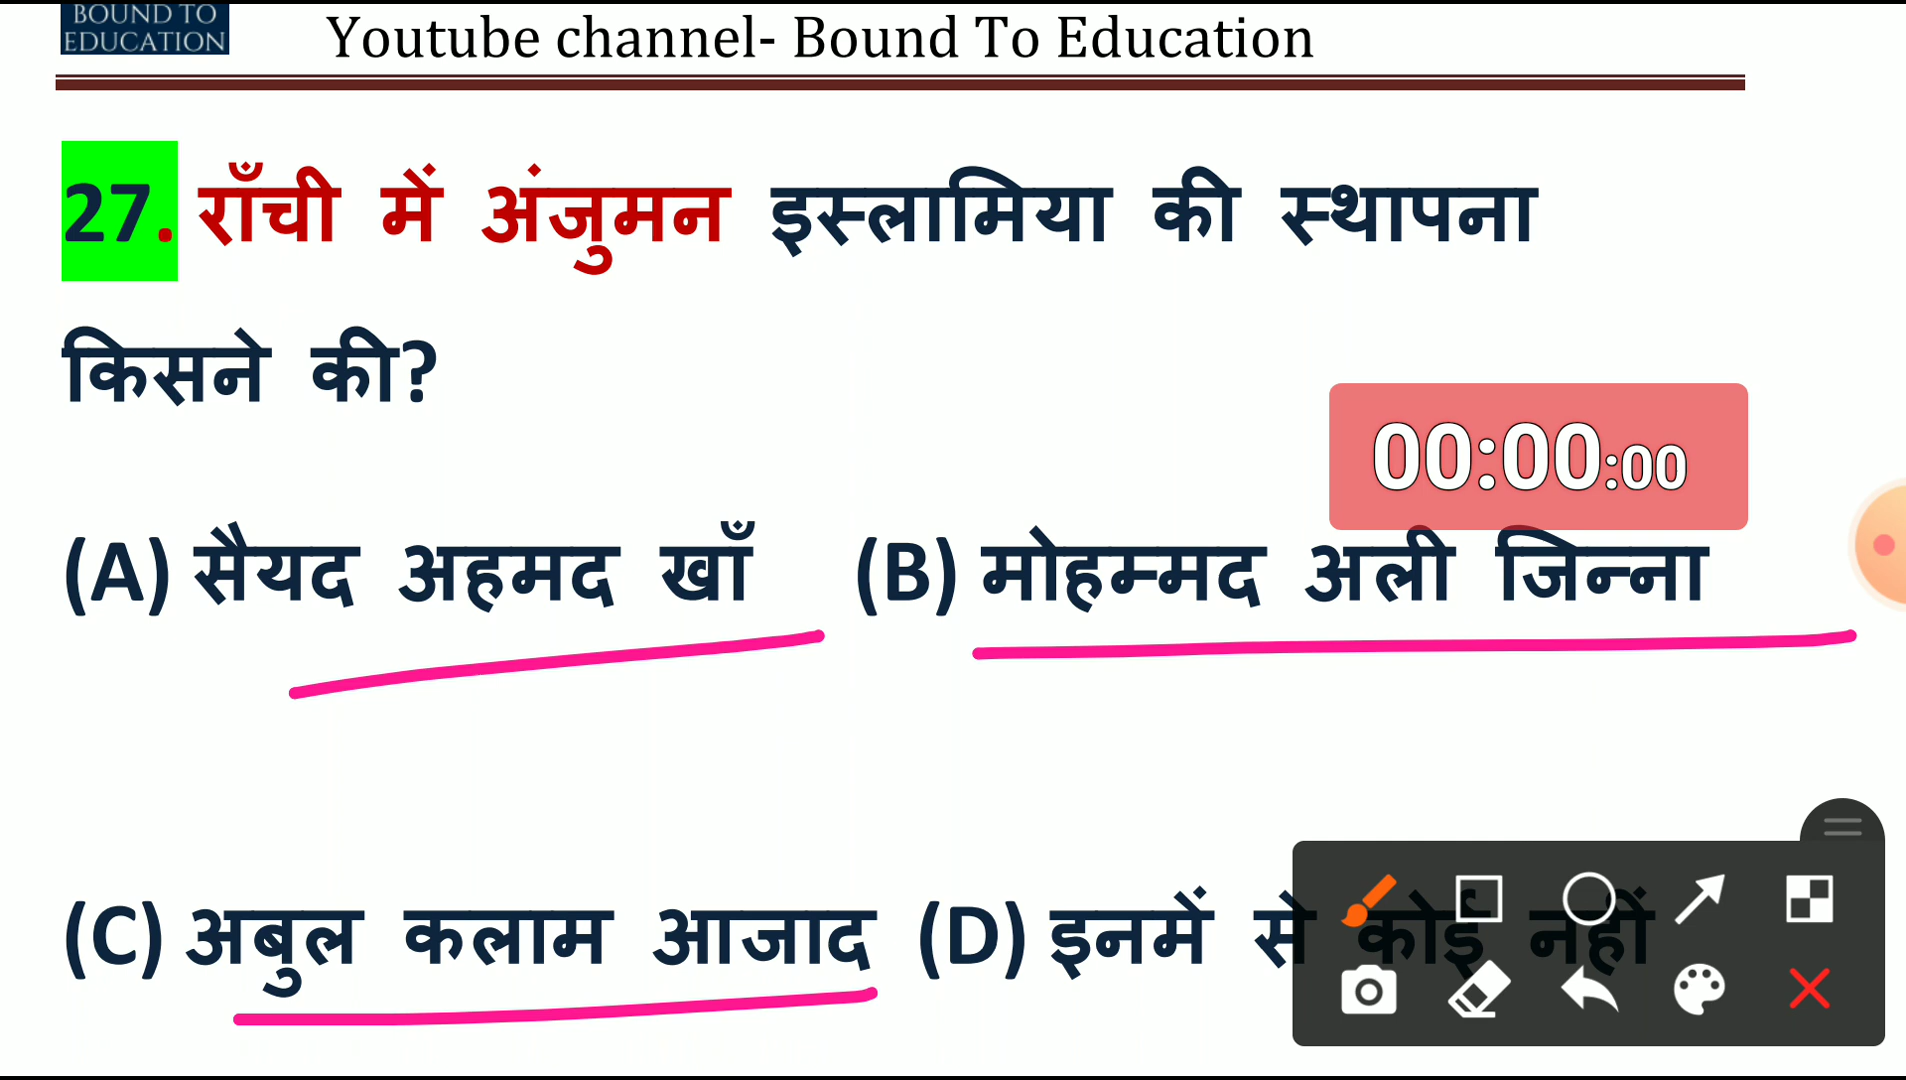 BOUND TO
EDUCATION
Youtube channel- Bound To Education
27. राँची में अंजुमन इस्लामिया की स्थापना
किसने की?
00:00:00
(A) सैयद अहमद खाँ (B) मोहम्मद अली जिन्ना
(C) अबुल कलाम आजाद (D) इनमें से कोई नहीं